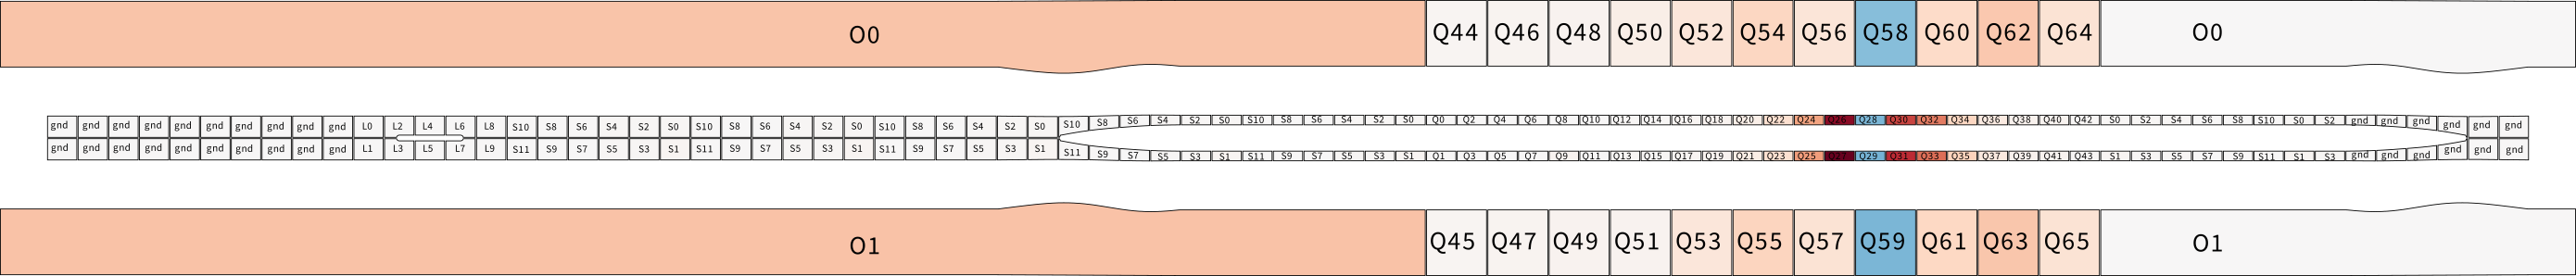 O0 Q44 Q46 Q48 Q50 Q52 Q54 Q56 Q58 Q60 Q62 Q64 O0
gnd gnd gnd gnd gnd gnd gnd gnd gnd gnd L0 L2 L4 L6 L8 S10 S8 S6 S4 S2 S0 S10 S8 S6 S4 S2 S0 S10 S8 S6 S4 S2 S0 S10 S8 S6 S4 S2 S0 S10 S8 S6 S4 S2 S0 Q0 Q2 Q4 Q6 Q8 Q10 Q12 Q14 Q16 Q18 Q20 Q22 Q24 Q26 Q28 Q30 Q32 Q34 Q36 Q38 Q40 Q42 S0 S2 S4 S6 S8 S10 S0 S2 gnd gnd gnd gnd gnd gnd
gnd gnd gnd gnd gnd gnd gnd gnd gnd gnd L1 L3 L5 L7 L9 S11 S9 S7 S5 S3 S1 S11 S9 S7 S5 S3 S1 S11 S9 S7 S5 S3 S1 S11 S9 S7 S5 S3 S1 S11 S9 S7 S5 S3 S1 Q1 Q3 Q5 Q7 Q9 Q11 Q13 Q15 Q17 Q19 Q21 Q23 Q25 Q27 Q29 Q31 Q33 Q35 Q37 Q39 Q41 Q43 S1 S3 S5 S7 S9 S11 S1 S3 gnd gnd gnd gnd gnd gnd
O1 Q45 Q47 Q49 Q51 Q53 Q55 Q57 Q59 Q61 Q63 Q65 O1